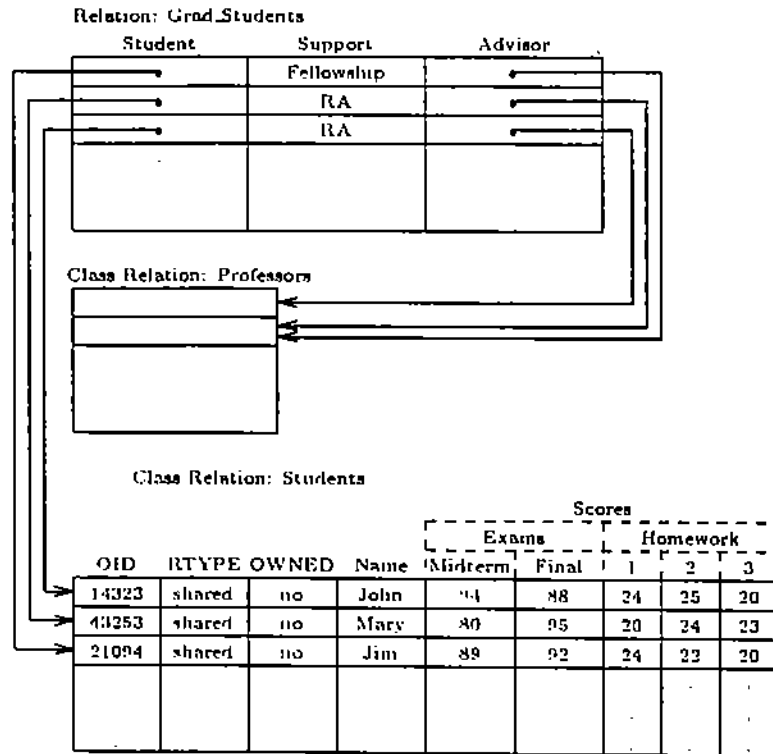 Relation: Grad_Students
Student Support Advisor
Fellowship
RA
RA
Class Relation: Professors
Class Relation: Students
Scores
Exams Homework
OID RTYPE OWNED Name Midterm Final 1 2 3
14323 shared no John 94 88 24 25 20
43253 shared no Mary 80 95 20 24 23
21094 shared no Jim 89 92 24 22 20